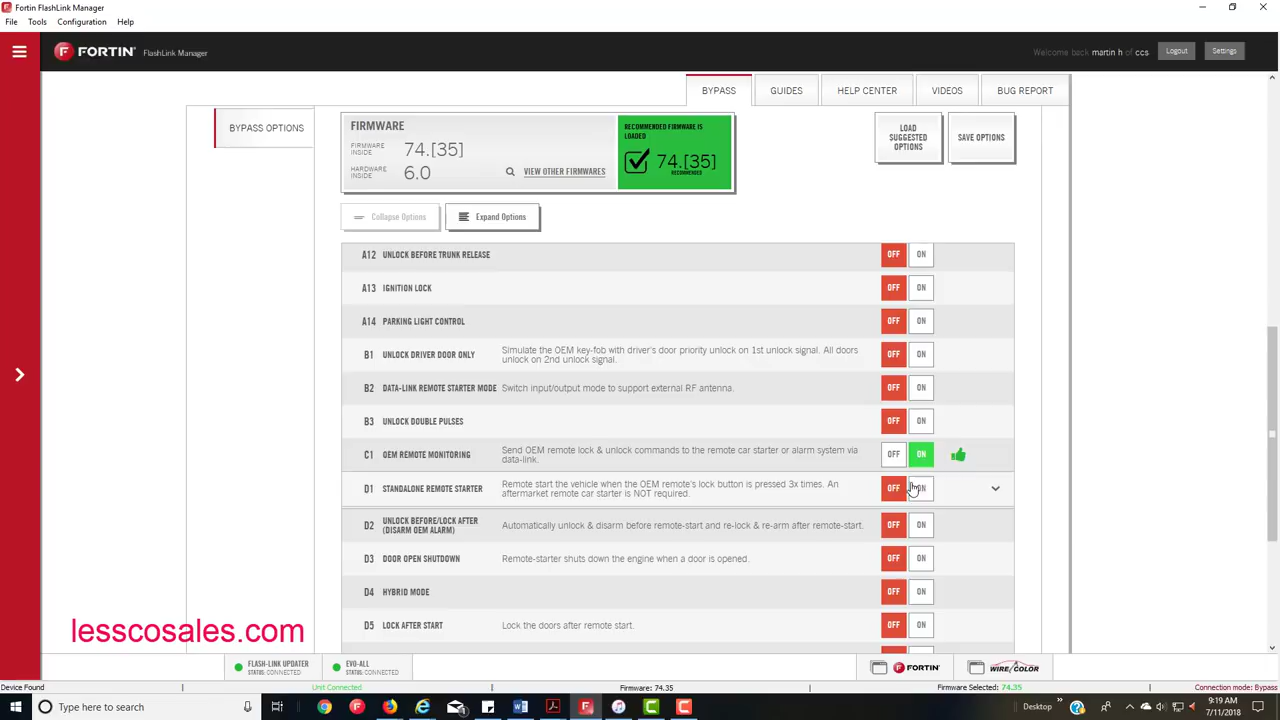 Fortin FlashLink Manager
File Tools Configuration Help
FORTIN FlashLink Manager
Welcome back martin h of ccs Logout Settings
BYPASS GUIDES HELP CENTER VIDEOS BUG REPORT
BYPASS OPTIONS
FIRMWARE
FIRMWARE
INSIDE
74.[35]
HARDWARE
INSIDE
6.0
VIEW OTHER FIRMWARES
RECOMMENDED FIRMWARE IS
LOADED
74.[35]
RECOMMENDED
LOAD
SUGGESTED
OPTIONS
SAVE OPTIONS
Collapse Options Expand Options
A12 UNLOCK BEFORE TRUNK RELEASE OFF ON
A13 IGNITION LOCK OFF ON
A14 PARKING LIGHT CONTROL OFF ON
B1 UNLOCK DRIVER DOOR ONLY Simulate the OEM key-fob with driver's door priority unlock on 1st unlock signal. All doors
unlock on 2nd unlock signal. OFF ON
B2 DATA-LINK REMOTE STARTER MODE Switch input/output mode to support external RF antenna. OFF ON
B3 UNLOCK DOUBLE PULSES OFF ON
C1 OEM REMOTE MONITORING Send OEM remote lock & unlock commands to the remote car starter or alarm system via
data-link. OFF ON
D1 STANDALONE REMOTE STARTER Remote start the vehicle when the OEM remote's lock button is pressed 3x times. An
aftermarket remote car starter is NOT required. OFF ON
D2 UNLOCK BEFORE/LOCK AFTER
(DISARM OEM ALARM) Automatically unlock & disarm before remote-start and re-lock & re-arm after remote-start. OFF ON
D3 DOOR OPEN SHUTDOWN Remote-starter shuts down the engine when a door is opened. OFF ON
D4 HYBRID MODE OFF ON
D5 LOCK AFTER START Lock the doors after remote start. OFF ON
lesscosales.com
FLASH-LINK UPDATER
STATUS: CONNECTED
EVO-ALL
STATUS: CONNECTED
FORTIN WIRECOLOR
Device Found Unit Connected Firmware: 74.35 Firmware Selected: 74.35 Connection mode: Bypass
Type here to search
Desktop
9:19 AM
7/11/2018